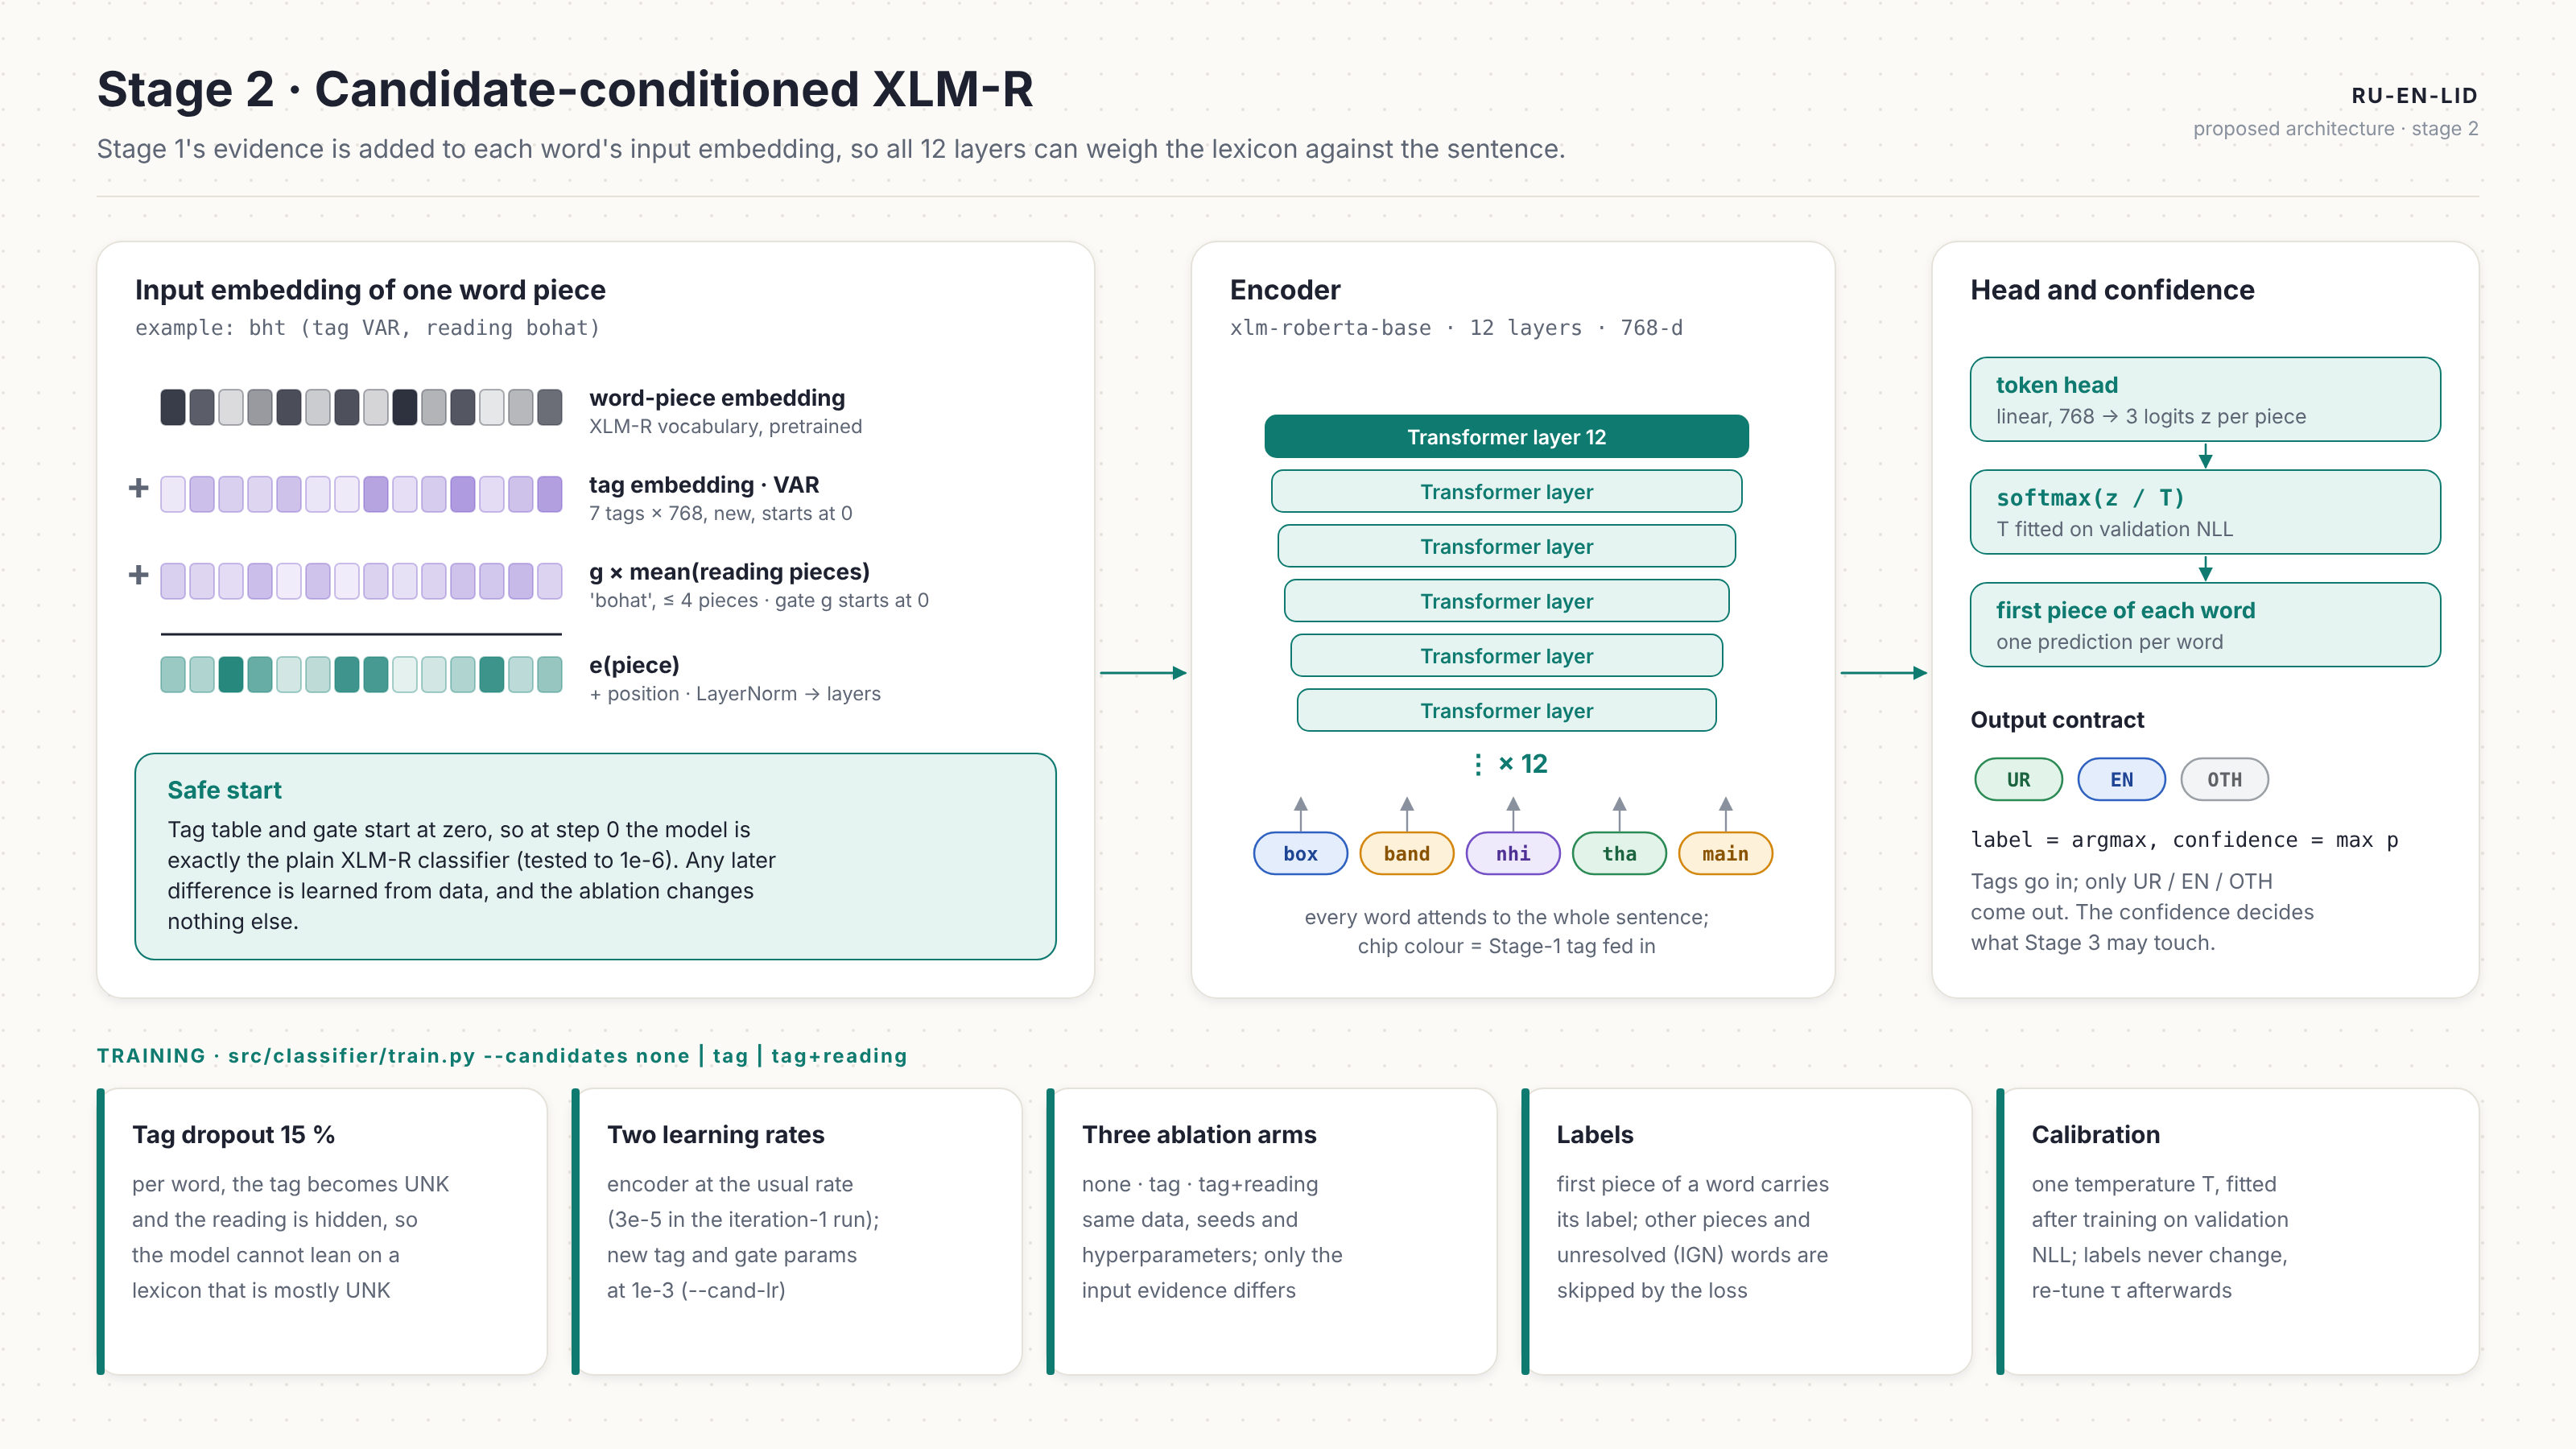 Stage 2 · Candidate-conditioned XLM-R
Stage 1's evidence is added to each word's input embedding, so all 12 layers can weigh the lexicon against the sentence.
RU-EN-LID
proposed architecture · stage 2
Input embedding of one word piece
example: bht (tag VAR, reading bohat)
word-piece embedding
XLM-R vocabulary, pretrained
+
tag embedding · VAR
7 tags × 768, new, starts at 0
+
g × mean(reading pieces)
'bohat', ≤ 4 pieces · gate g starts at 0
e(piece)
+ position · LayerNorm → layers
Safe start
Tag table and gate start at zero, so at step 0 the model is
exactly the plain XLM-R classifier (tested to 1e-6). Any later
difference is learned from data, and the ablation changes
nothing else.
Encoder
xlm-roberta-base · 12 layers · 768-d
Transformer layer 12
Transformer layer
Transformer layer
Transformer layer
Transformer layer
Transformer layer
⋮ × 12
box band nhi tha main
every word attends to the whole sentence;
chip colour = Stage-1 tag fed in
Head and confidence
token head
linear, 768 → 3 logits z per piece
softmax(z / T)
T fitted on validation NLL
first piece of each word
one prediction per word
Output contract
UR EN OTH
label = argmax, confidence = max p
Tags go in; only UR / EN / OTH
come out. The confidence decides
what Stage 3 may touch.
TRAINING · src/classifier/train.py --candidates none | tag | tag+reading
Tag dropout 15 %
per word, the tag becomes UNK
and the reading is hidden, so
the model cannot lean on a
lexicon that is mostly UNK
Two learning rates
encoder at the usual rate
(3e-5 in the iteration-1 run);
new tag and gate params
at 1e-3 (--cand-lr)
Three ablation arms
none · tag · tag+reading
same data, seeds and
hyperparameters; only the
input evidence differs
Labels
first piece of a word carries
its label; other pieces and
unresolved (IGN) words are
skipped by the loss
Calibration
one temperature T, fitted
after training on validation
NLL; labels never change,
re-tune τ afterwards